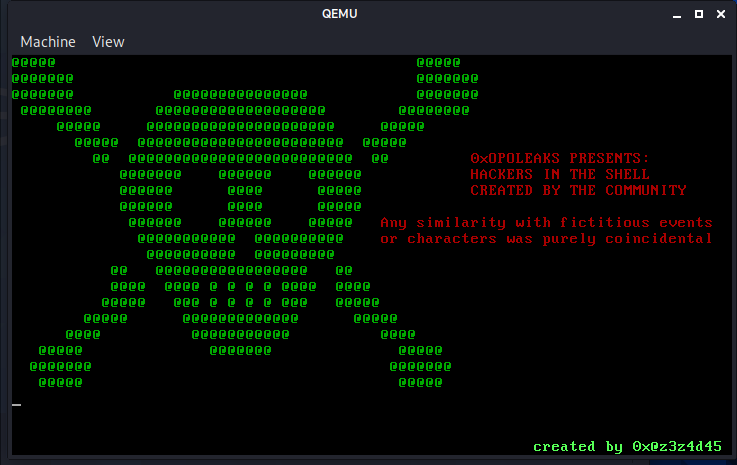 QEMU
Machine View
0xOPOLEAKS PRESENTS:
HACKERS IN THE SHELL
CREATED BY THE COMMUNITY
Any similarity with fictitious events
or characters was purely coincidental
created by 0x@z3z4d45